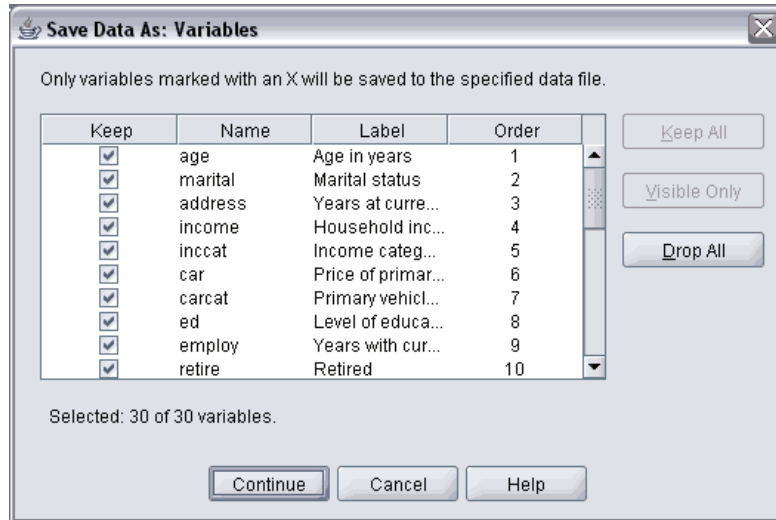 Save Data As: Variables
Only variables marked with an X will be saved to the specified data file.
Keep Name Label Order
age Age in years 1
marital Marital status 2
address Years at curre... 3
income Household inc... 4
inccat Income categ... 5
car Price of primar... 6
carcat Primary vehicl... 7
ed Level of educa... 8
employ Years with cur... 9
retire Retired 10
Keep All
Visible Only
Drop All
Selected: 30 of 30 variables.
Continue Cancel Help